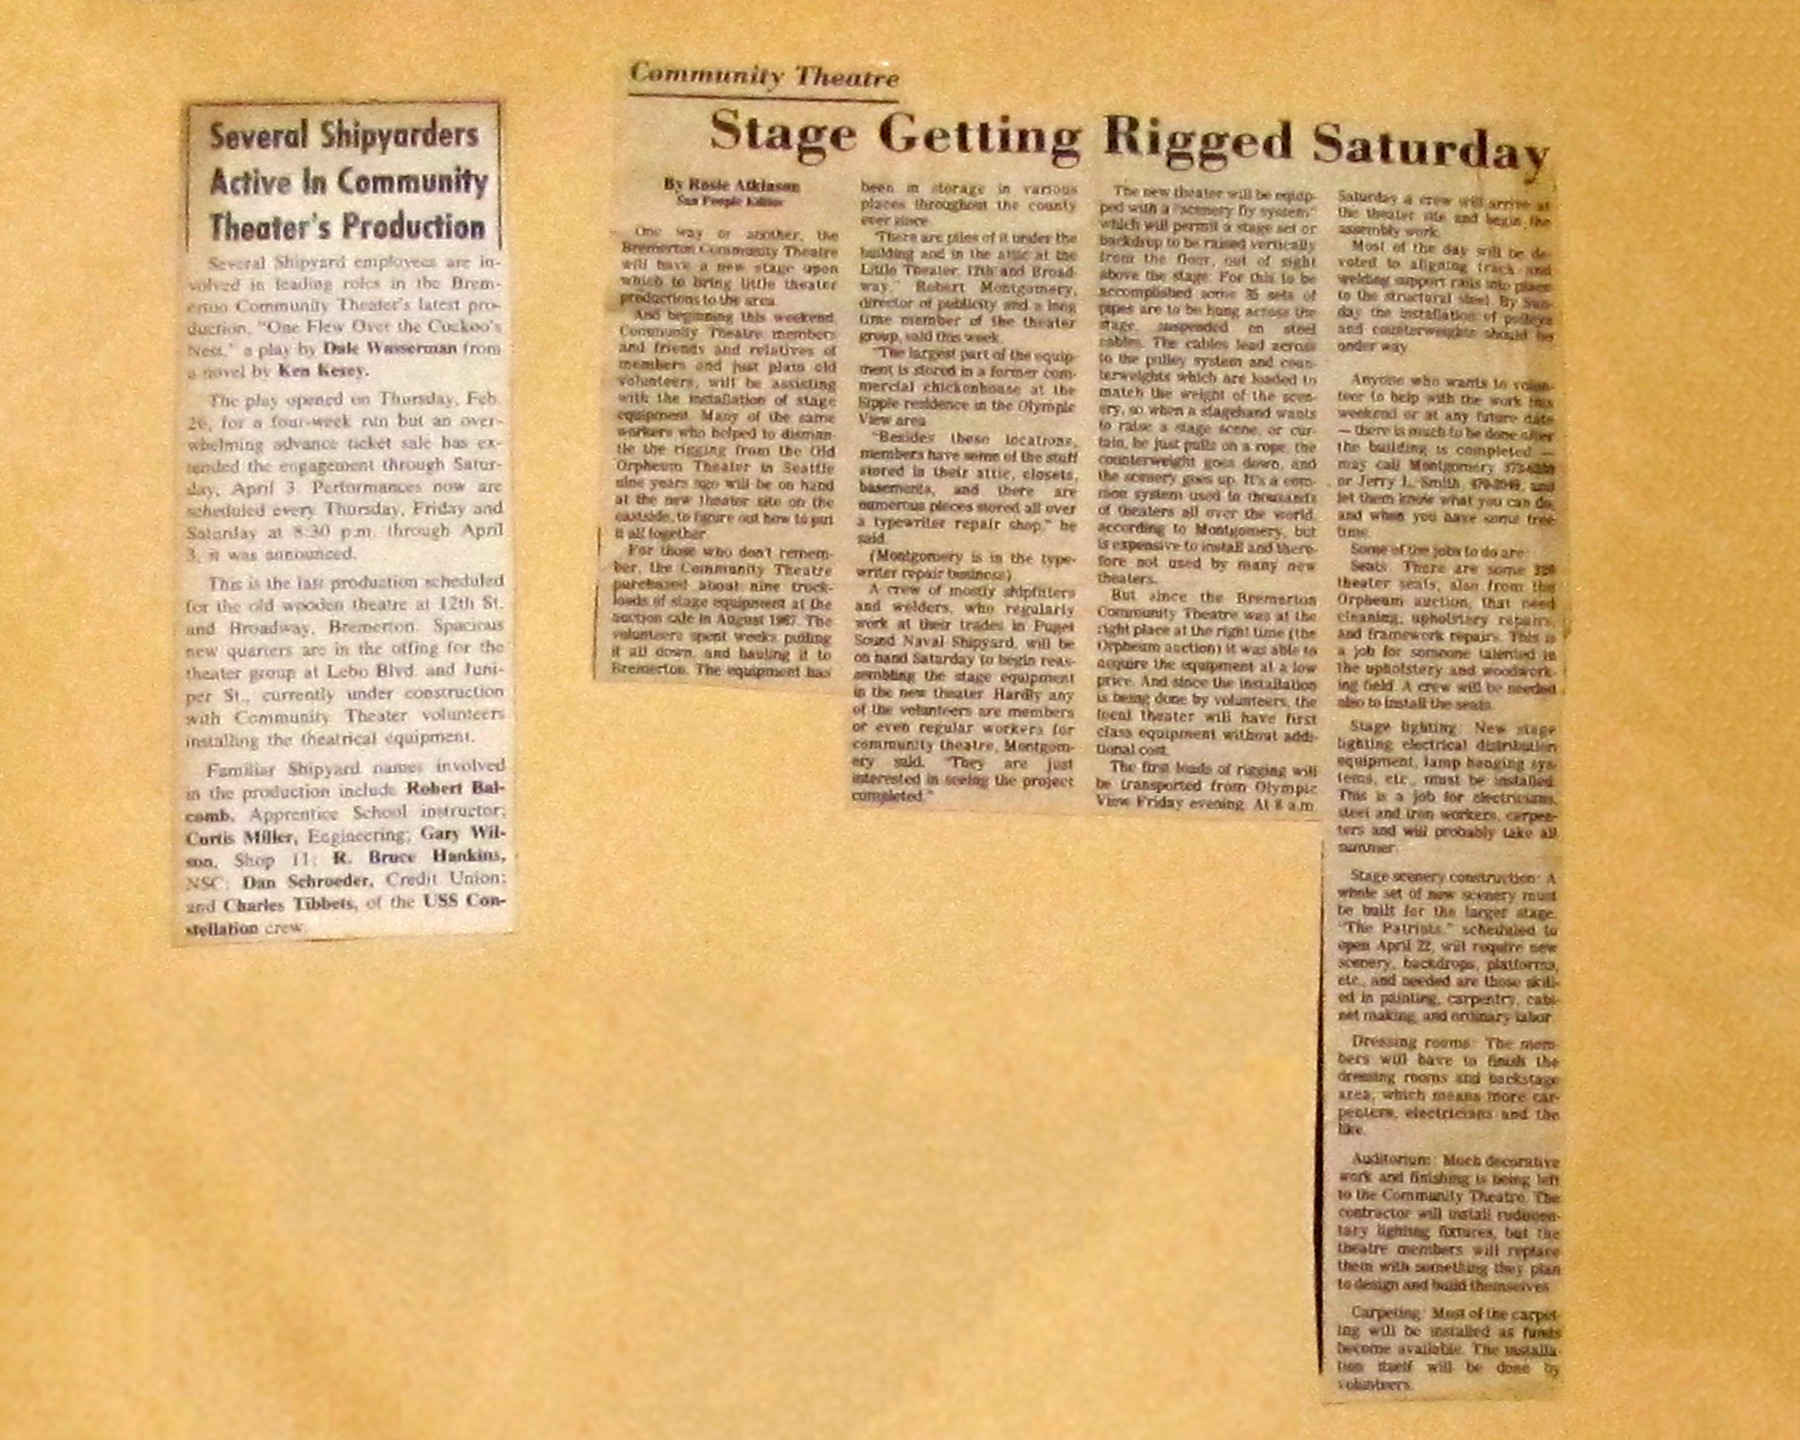 Several Shipyarders
Active In Community
Theater's Production
Several Shipyard employees are in-
volved in leading roles in the Brem-
erton Community Theater's latest pro-
duction, "One Flew Over the Cuckoo's
Nest," a play by Dale Wasserman from
a novel by Ken Kesey.
The play opened on Thursday, Feb.
26, for a four-week run but an over-
whelming advance ticket sale has ex-
tended the engagement through Satur-
day, April 3. Performances now are
scheduled every Thursday, Friday and
Saturday at 8:30 p.m. through April
3, it was announced.
This is the last production scheduled
for the old wooden theatre at 12th St.
and Broadway, Bremerton. Spacious
new quarters are in the offing for the
theater group at Lebo Blvd. and Juni-
per St., currently under construction
with Community Theater volunteers
installing the theatrical equipment.
Familiar Shipyard names involved
in the production include Robert Bal-
comb, Apprentice School instructor;
Curtis Miller, Engineering; Gary Wil-
son, Shop 11; R. Bruce Hankins,
NSC; Dan Schroeder, Credit Union;
and Charles Tibbets, of the USS Con-
stellation crew.
Community Theatre
Stage Getting Rigged Saturday
By Rosie Atkinson
Sun People Editor
One way or another, the
Bremerton Community Theatre
will have a new stage upon
which to bring little theater
productions to the area.
And beginning this weekend,
Community Theatre members
and friends and relatives of
members and just plain old
volunteers, will be assisting
with the installation of stage
equipment. Many of the same
workers who helped to disman-
tle the rigging from the Old
Orpheum Theater in Seattle
nine years ago will be on hand
at the new theater site on the
eastside, to figure out how to put
it all together.
For those who don't remem-
ber, the Community Theatre
purchased about nine truck-
loads of stage equipment at the
auction sale in August 1967. The
volunteers spent weeks pulling
it all down, and hauling it to
Bremerton. The equipment has
been in storage in various
places throughout the county
ever since.
"There are piles of it under the
building and in the attic at the
Little Theater, 12th and Broad-
way," Robert Montgomery,
director of publicity and a long
time member of the theater
group, said this week.
"The largest part of the equip-
ment is stored in a former com-
mercial chickenhouse at the
Sipple residence in the Olympic
View area.
"Besides these locations,
members have some of the stuff
stored in their attic, closets,
basements, and there are
numerous pieces stored all over
a typewriter repair shop," he
said.
(Montgomery is in the type-
writer repair business)
A crew of mostly shipfitters
and welders, who regularly
work at their trades in Puget
Sound Naval Shipyard, will be
on hand Saturday to begin reas-
sembling the stage equipment
in the new theater. Hardly any
of the volunteers are members
or even regular workers for
community theatre, Montgom-
ery said. "They are just
interested in seeing the project
completed."
The new theater will be equip-
ped with a "scenery fly system"
which will permit a stage set or
backdrop to be raised vertically
from the floor, out of sight
above the stage. For this to be
accomplished some 35 sets of
pipes are to be hung across the
stage, suspended on steel
cables. The cables lead across
to the pulley system and coun-
terweights which are loaded to
match the weight of the scen-
ery, so when a stagehand wants
to raise a stage scene, or cur-
tain, he just pulls on a rope, the
counterweight goes down, and
the scenery goes up. It's a com-
mon system used in thousands
of theaters all over the world,
according to Montgomery, but
is expensive to install and there-
fore not used by many new
theaters.
But since the Bremerton
Community Theatre was at the
right place at the right time (the
Orpheum auction) it was able to
acquire the equipment at a low
price. And since the installation
is being done by volunteers, the
local theater will have first
class equipment without addi-
tional cost.
The first loads of rigging will
be transported from Olympic
View Friday evening. At 8 a.m.
Saturday a crew will arrive at
the theater site and begin the
assembly work.
Most of the day will be de-
voted to aligning track and
welding support rails into place
to the structural steel. By Sun-
day the installation of pulleys
and counterweights should be
under way.
Anyone who wants to volun-
teer to help with the work this
weekend or at any future date
— there is much to be done after
the building is completed —
may call Montgomery
or Jerry L. Smith, and
let them know what you can do,
and when you have some free
time.
Some of the jobs to do are:
Seats: There are some
theater seats, also from the
Orpheum auction, that need
cleaning, upholstery repairs,
and framework repairs. This is
a job for someone talented in
the upholstery and woodwork-
ing field. A crew will be needed
also to install the seats.
Stage lighting: New stage
lighting electrical distribution
equipment, lamp hanging sys-
tems, etc., must be installed.
This is a job for electricians,
steel and iron workers, carpen-
ters and will probably take all
summer.
Stage scenery construction: A
whole set of new scenery must
be built for the larger stage.
"The Patriots," scheduled to
open April 22, will require new
scenery, backdrops, platforms,
etc., and needed are those skill-
ed in painting, carpentry, cabi-
net making, and ordinary labor.
Dressing rooms: The mem-
bers will have to finish the
dressing rooms and backstage
area, which means more car-
penters, electricians and the
like.
Auditorium: Much decorative
work and finishing is being left
to the Community Theatre. The
contractor will install rudimen-
tary lighting fixtures, but the
theatre members will replace
them with something they plan
to design and build themselves.
Carpeting: Most of the carpet-
ing will be installed as funds
become available. The installa-
tion itself will be done by
volunteers.